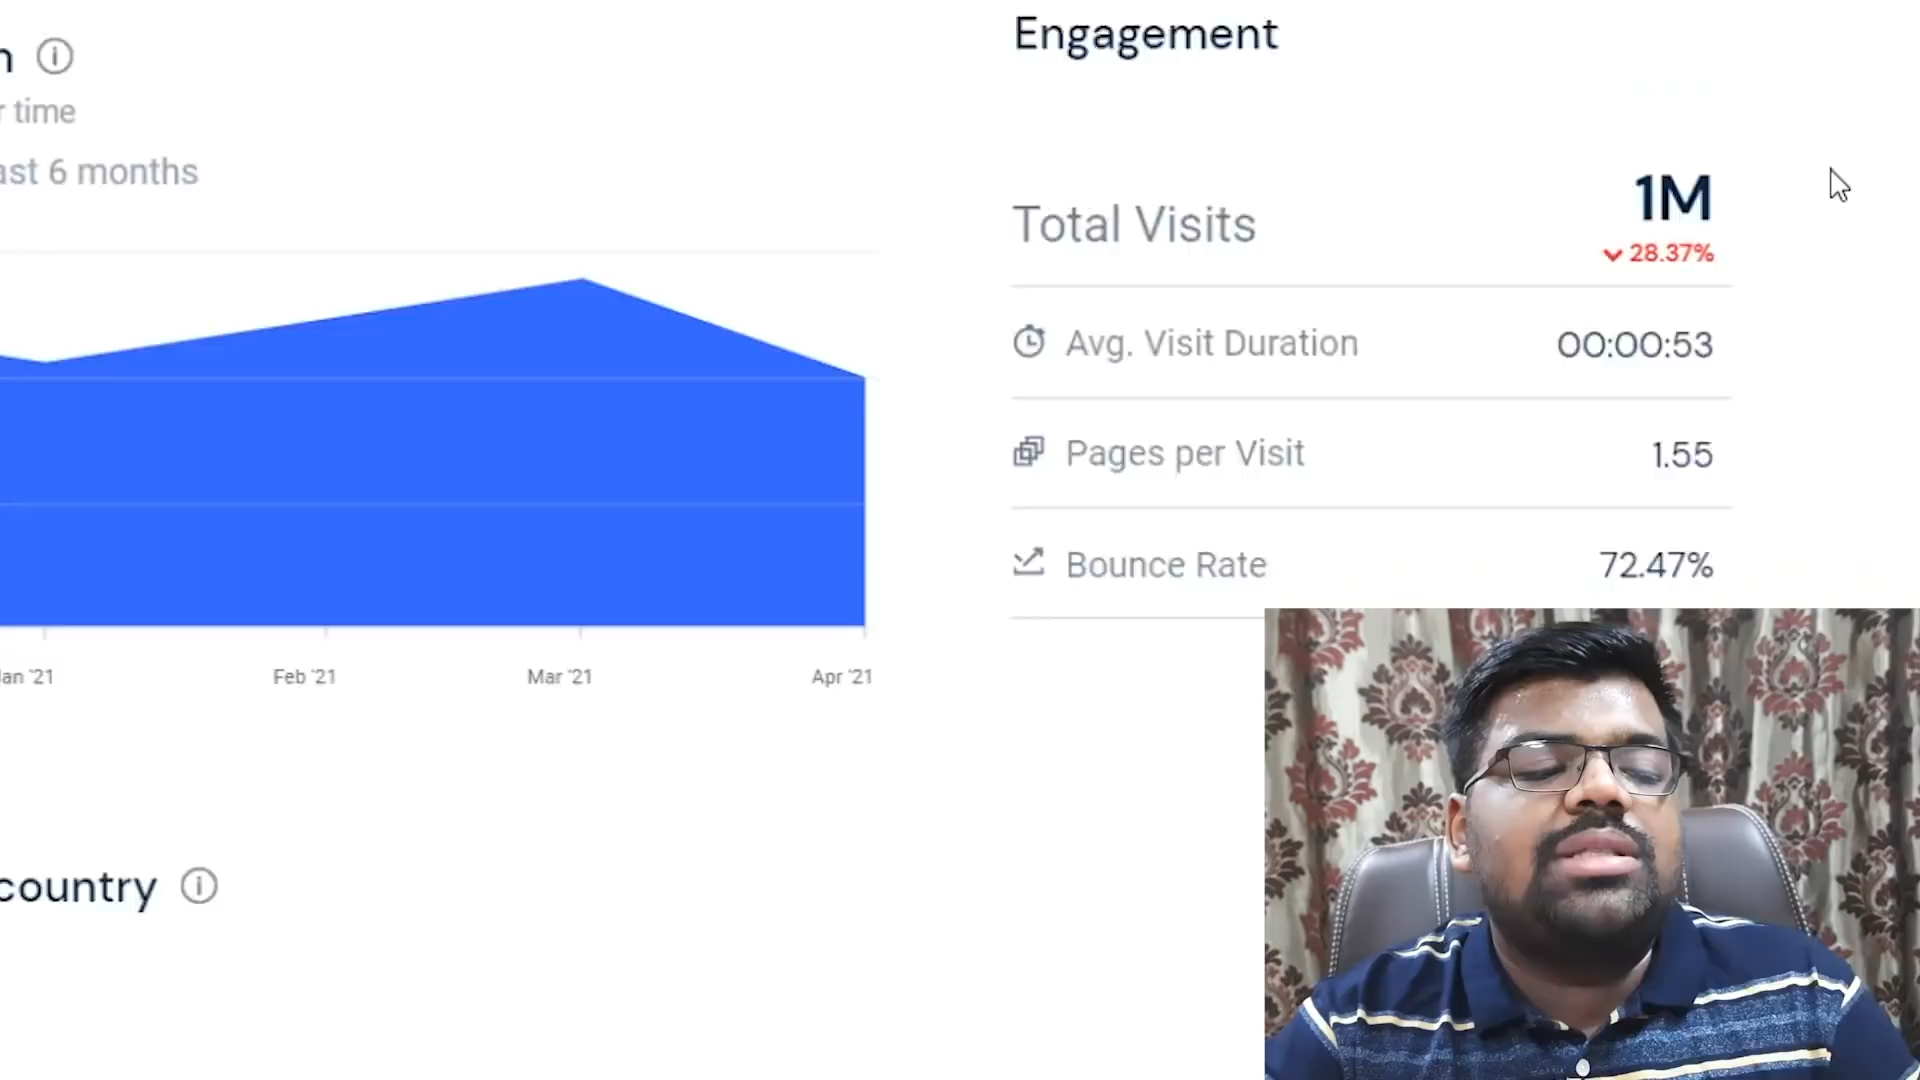 Engagement
n
r time
ast 6 months
Total Visits
1M
28.37%
Avg. Visit Duration
00:00:53
Pages per Visit
1.55
Bounce Rate
72.47%
Jan '21
Feb '21
Mar '21
Apr '21
country